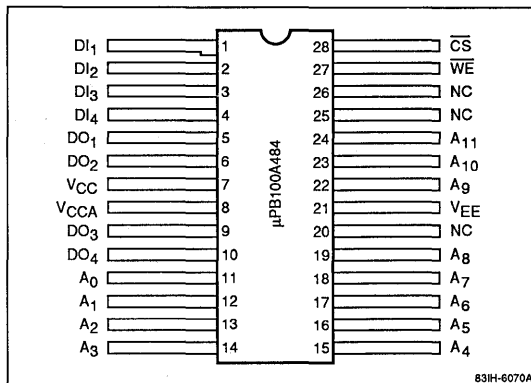 DI1 1 28 CS
DI2 2 27 WE
DI3 3 26 NC
DI4 4 25 NC
DO1 5 24 A11
DO2 6 23 A10
VCC 7 22 A9
VCCA 8 21 VEE
DO3 9 20 NC
DO4 10 19 A8
A0 11 18 A7
A1 12 17 A6
A2 13 16 A5
A3 14 15 A4
μPB100A484
83IH-6070A